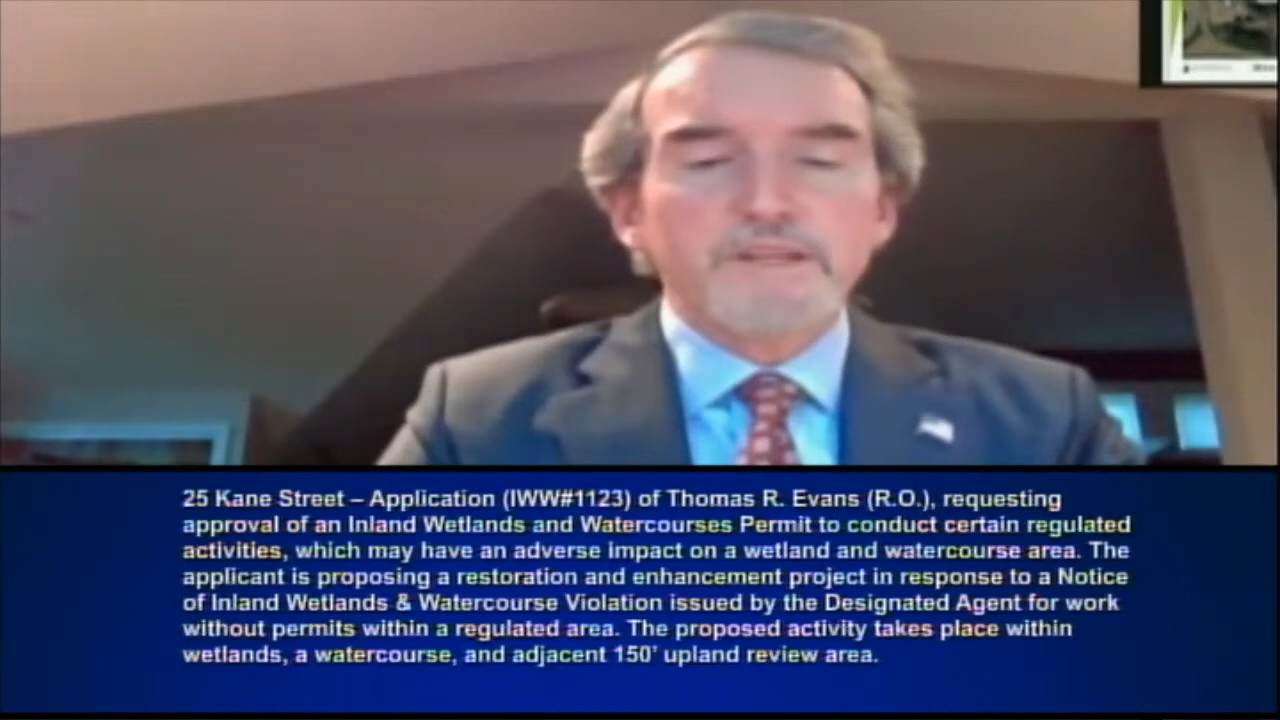 25 Kane Street – Application (IWW#1123) of Thomas R. Evans (R.O.), requesting
approval of an Inland Wetlands and Watercourses Permit to conduct certain regulated
activities, which may have an adverse impact on a wetland and watercourse area. The
applicant is proposing a restoration and enhancement project in response to a Notice
of Inland Wetlands & Watercourse Violation issued by the Designated Agent for work
without permits within a regulated area. The proposed activity takes place within
wetlands, a watercourse, and adjacent 150' upland review area.